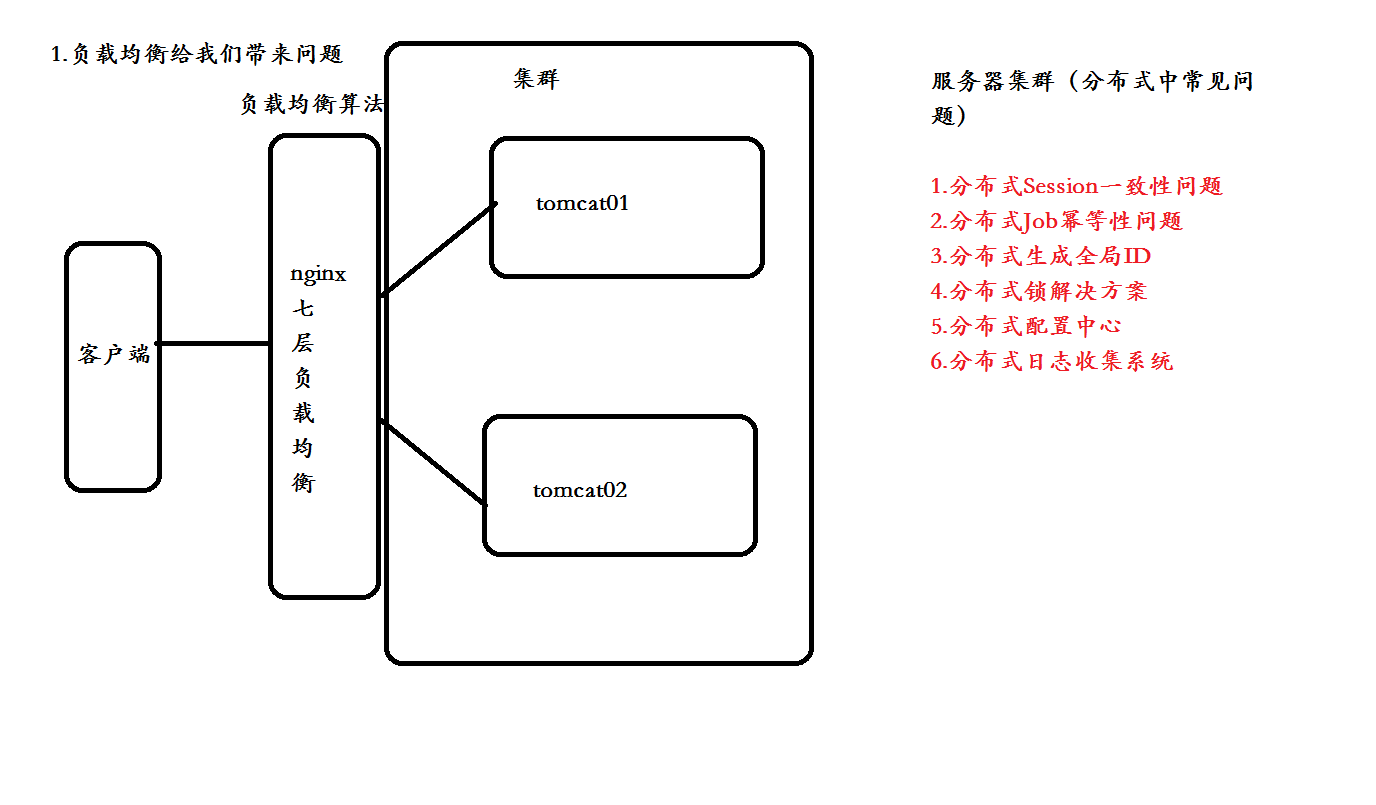 1.负载均衡给我们带来问题
负载均衡算法
集群
tomcat01
nginx
七
层
负
载
均
衡
客户端
tomcat02
服务器集群（分布式中常见问
题）
1.分布式Session一致性问题
2.分布式Job幂等性问题
3.分布式生成全局ID
4.分布式锁解决方案
5.分布式配置中心
6.分布式日志收集系统